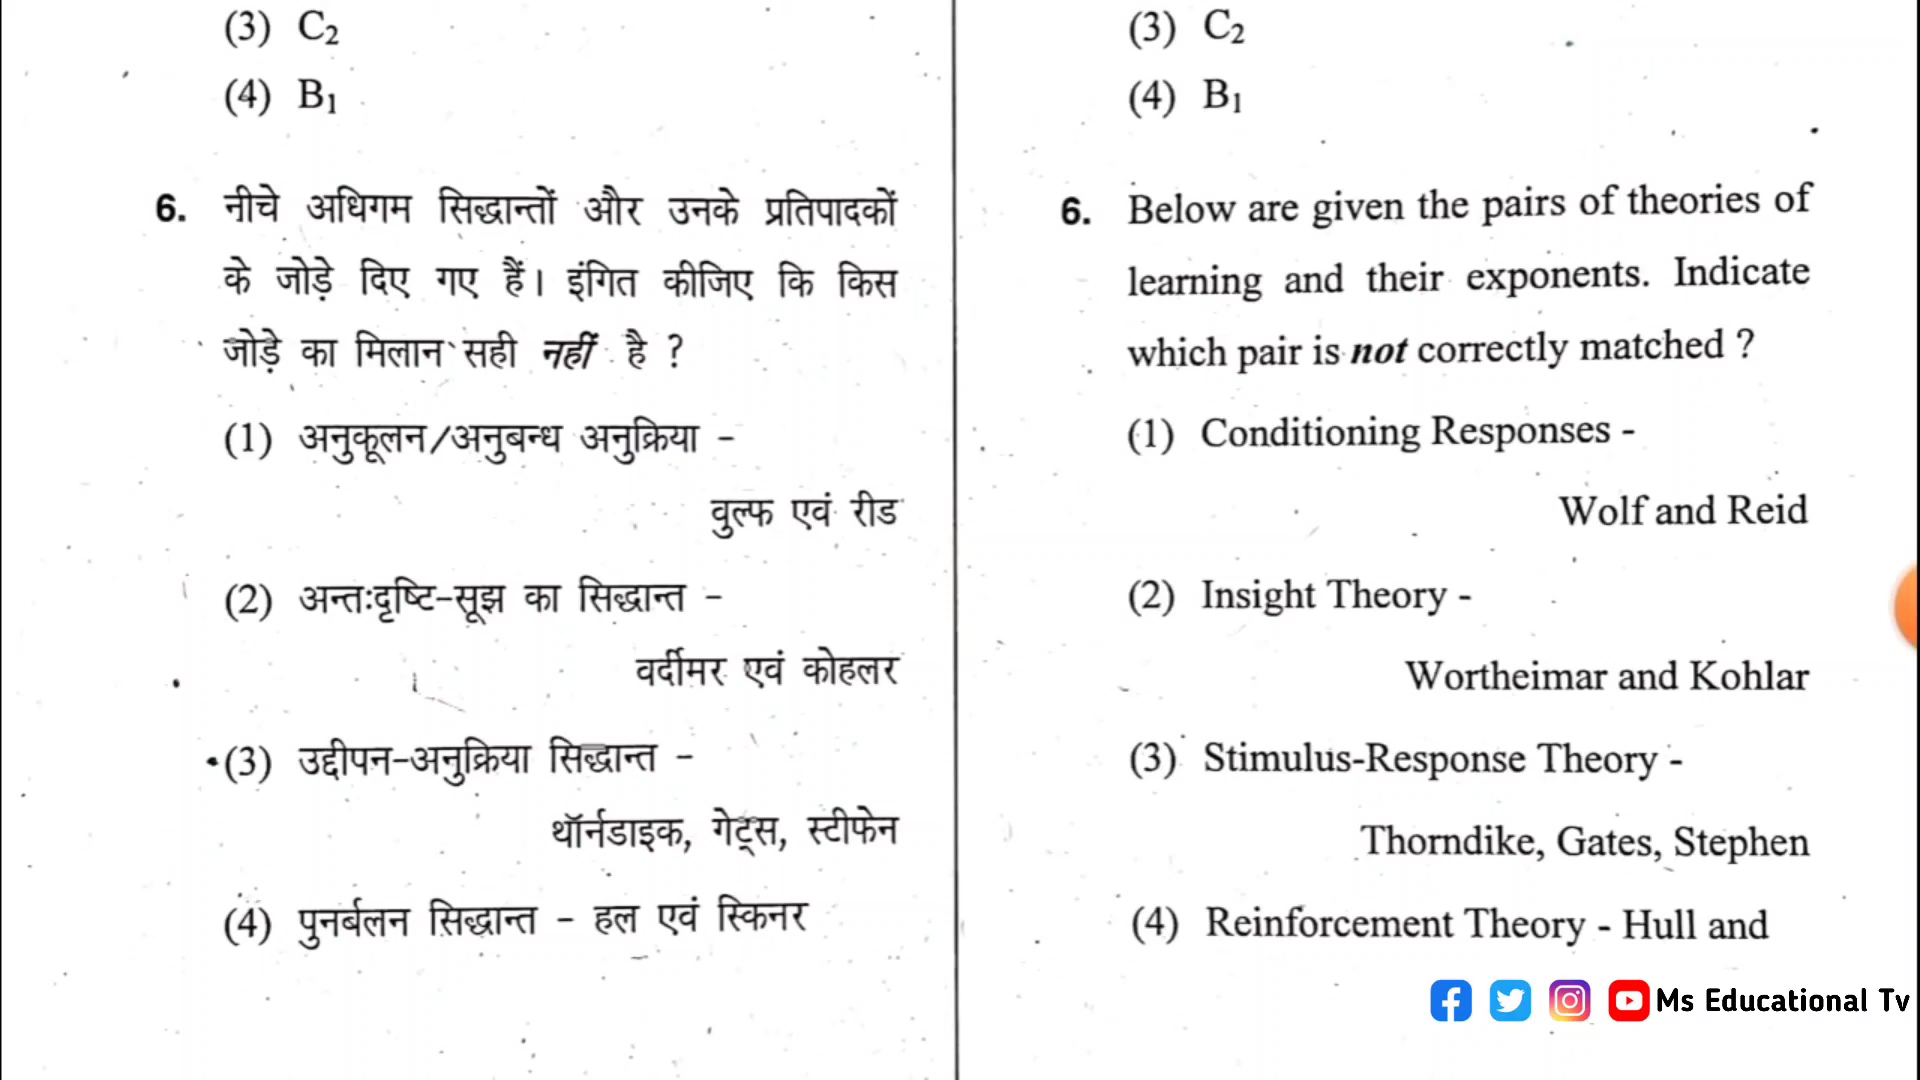 (3) C₂
(4) B₁
6. नीचे अधिगम सिद्धान्तों और उनके प्रतिपादकों
के जोड़े दिए गए हैं। इंगित कीजिए कि किस
जोड़े का मिलान सही नहीं है ?
(1) अनुकूलन/अनुबन्ध अनुक्रिया -
वुल्फ एवं रीड
(2) अन्तःदृष्टि-सूझ का सिद्धान्त -
वर्दीमर एवं कोहलर
(3) उद्दीपन-अनुक्रिया सिद्धान्त -
थॉर्नडाइक, गेट्स, स्टीफेन
(4) पुनर्बलन सिद्धान्त - हल एवं स्किनर
(3) C₂
(4) B₁
6. Below are given the pairs of theories of
learning and their exponents. Indicate
which pair is not correctly matched ?
(1) Conditioning Responses -
Wolf and Reid
(2) Insight Theory -
Wortheimar and Kohlar
(3) Stimulus-Response Theory -
Thorndike, Gates, Stephen
(4) Reinforcement Theory - Hull and
Ms Educational Tv